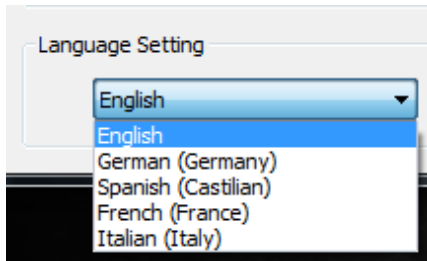 Language Setting
English
English
German (Germany)
Spanish (Castilian)
French (France)
Italian (Italy)